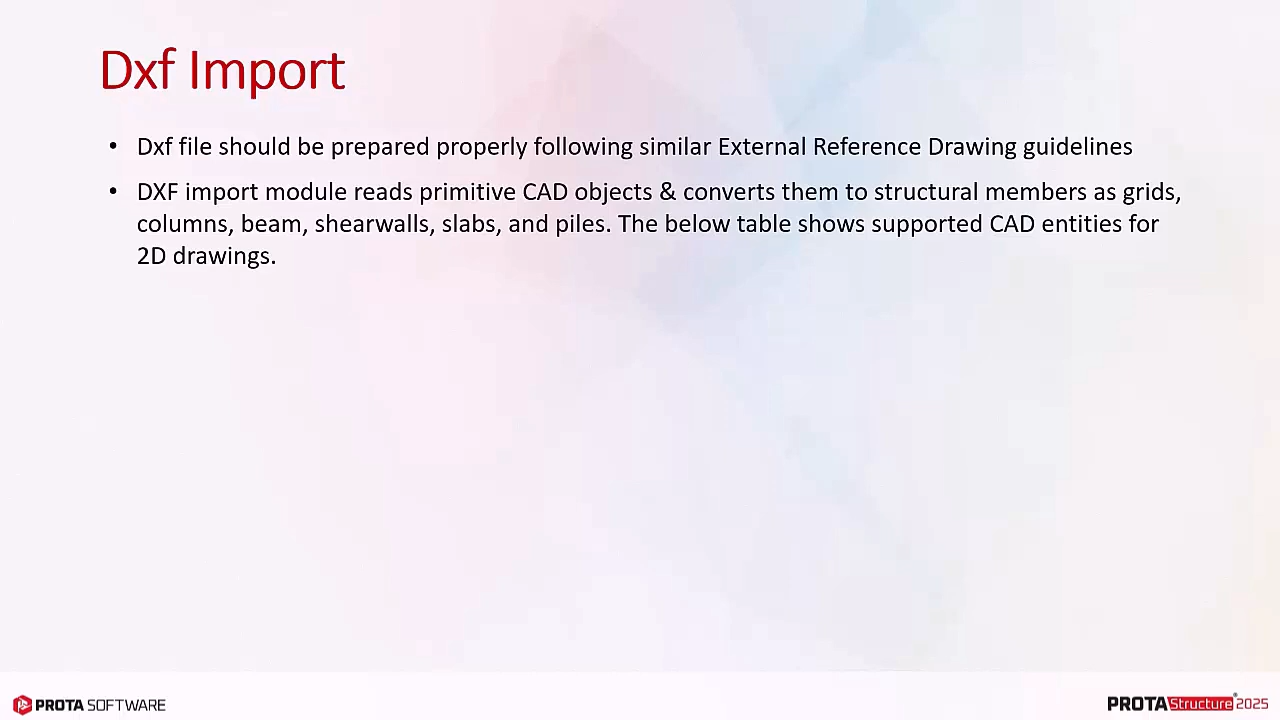 Dxf Import
• Dxf file should be prepared properly following similar External Reference Drawing guidelines
• DXF import module reads primitive CAD objects & converts them to structural members as grids,
columns, beam, shearwalls, slabs, and piles. The below table shows supported CAD entities for
2D drawings.
PROTA SOFTWARE
PROTAStructure® 2025